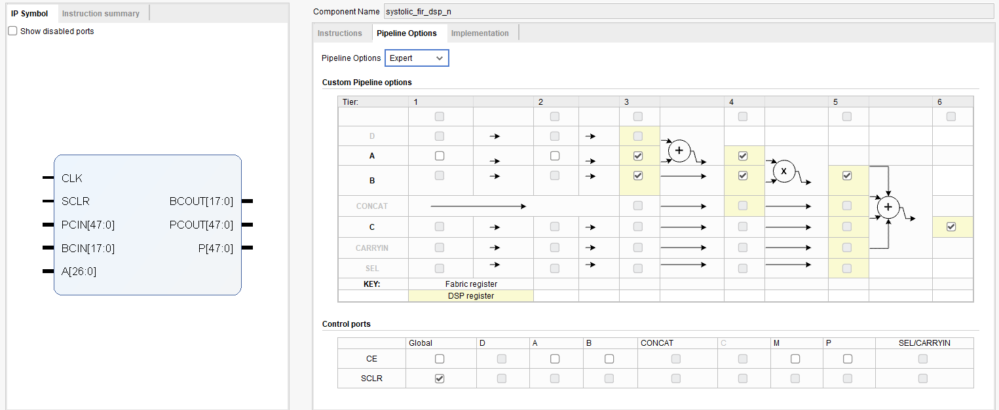 IP Symbol Instruction summary
Show disabled ports
CLK
SCLR BCOUT[17:0]
PCIN[47:0] PCOUT[47:0]
BCIN[17:0] P[47:0]
A[26:0]
Component Name systolic_fir_dsp_n
Instructions Pipeline Options Implementation
Pipeline Options Expert
Custom Pipeline options
Tier: 1 2 3 4 5 6
D
A +
B X
CONCAT +
C
CARRYIN
SEL
KEY: Fabric register
DSP register
Control ports
Global D A B CONCAT C M P SEL/CARRYIN
CE
SCLR